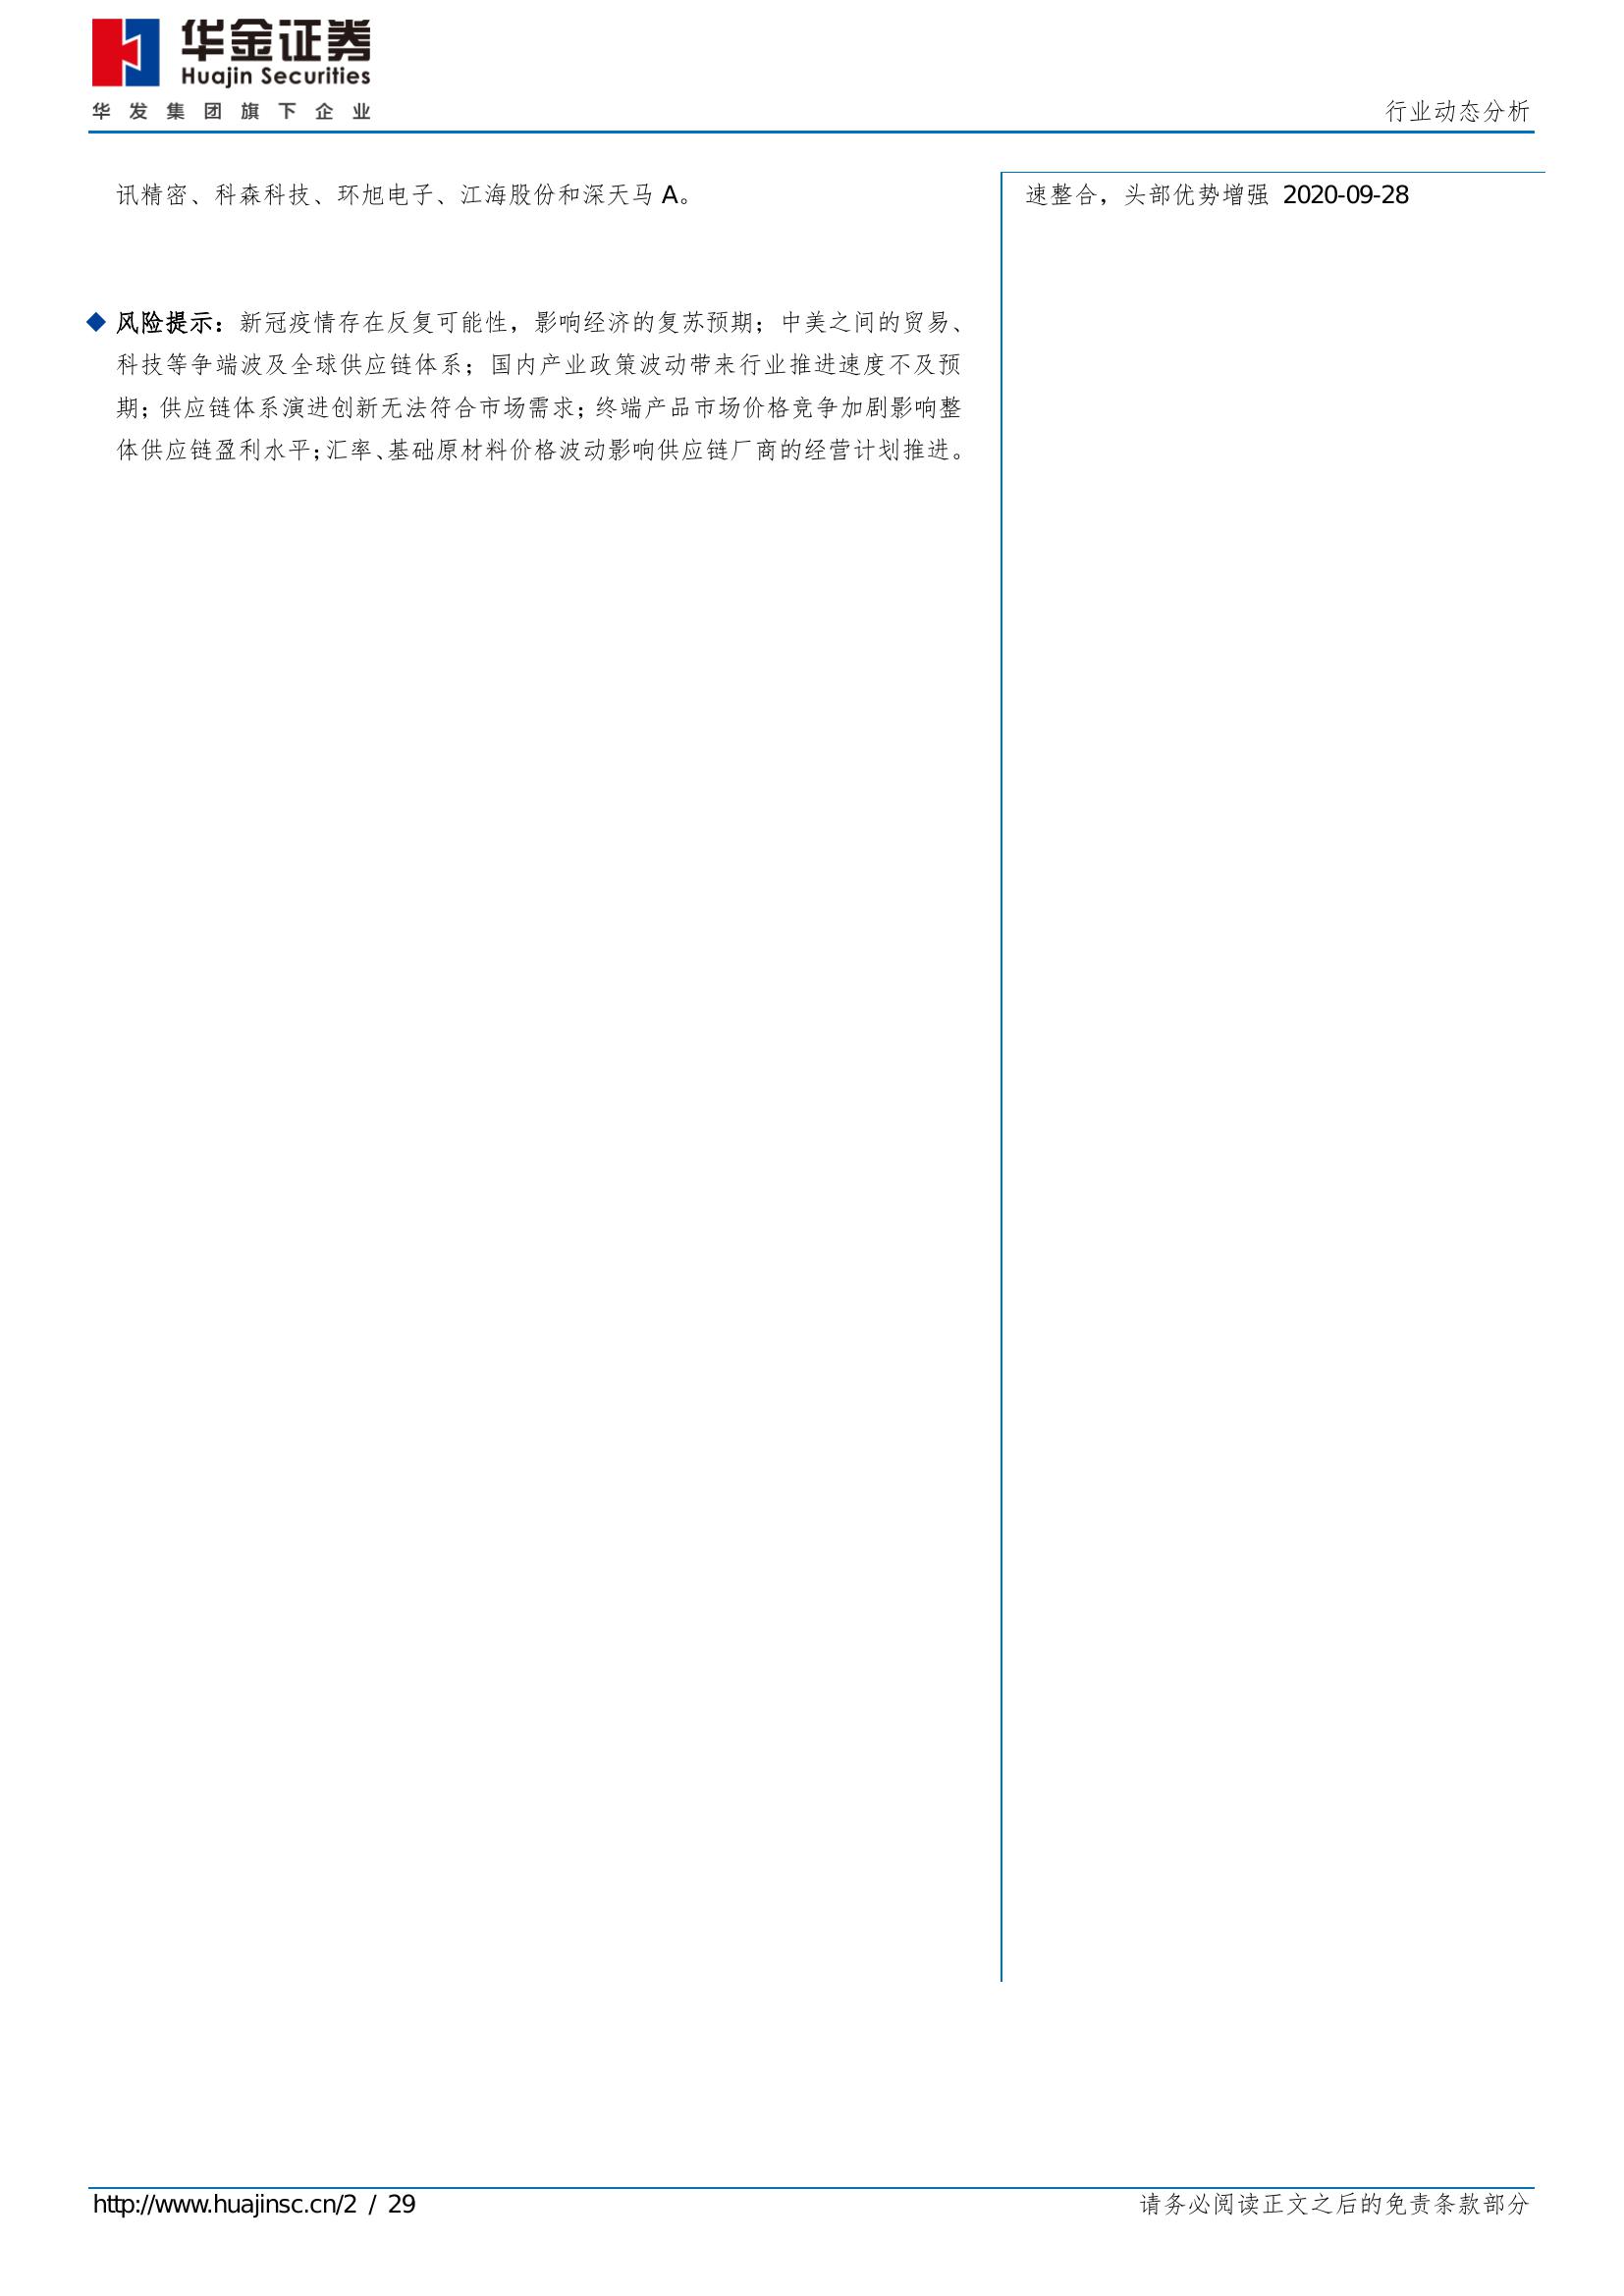 华金证券
Huajin Securities
华发集团旗下企业
行业动态分析
讯精密、科森科技、环旭电子、江海股份和深天马 A。
风险提示：新冠疫情存在反复可能性，影响经济的复苏预期；中美之间的贸易、
科技等争端波及全球供应链体系；国内产业政策波动带来行业推进速度不及预
期；供应链体系演进创新无法符合市场需求；终端产品市场价格竞争加剧影响整
体供应链盈利水平；汇率、基础原材料价格波动影响供应链厂商的经营计划推进。
速整合，头部优势增强 2020-09-28
http://www.huajinsc.cn/2 / 29
请务必阅读正文之后的免责条款部分